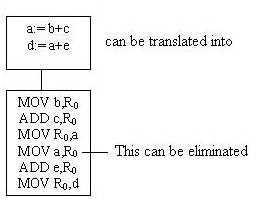 a:= b+c
d:= a+e
can be translated into
MOV b,R₀
ADD c,R₀
MOV R₀,a
MOV a,R₀
This can be eliminated
ADD e,R₀
MOV R₀,d